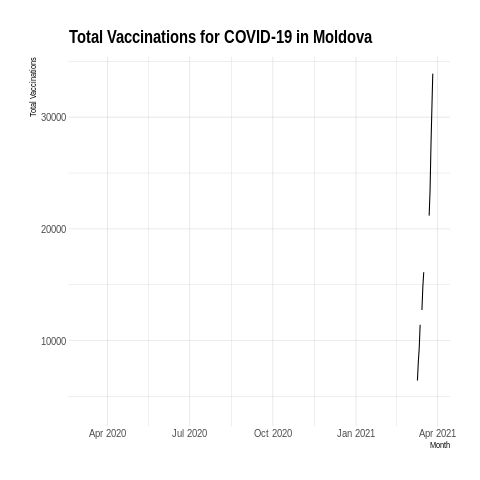 Total Vaccinations for COVID-19 in Moldova
Total Vaccinations
30000
20000
10000
Apr 2020 Jul 2020 Oct 2020 Jan 2021 Apr 2021
Month